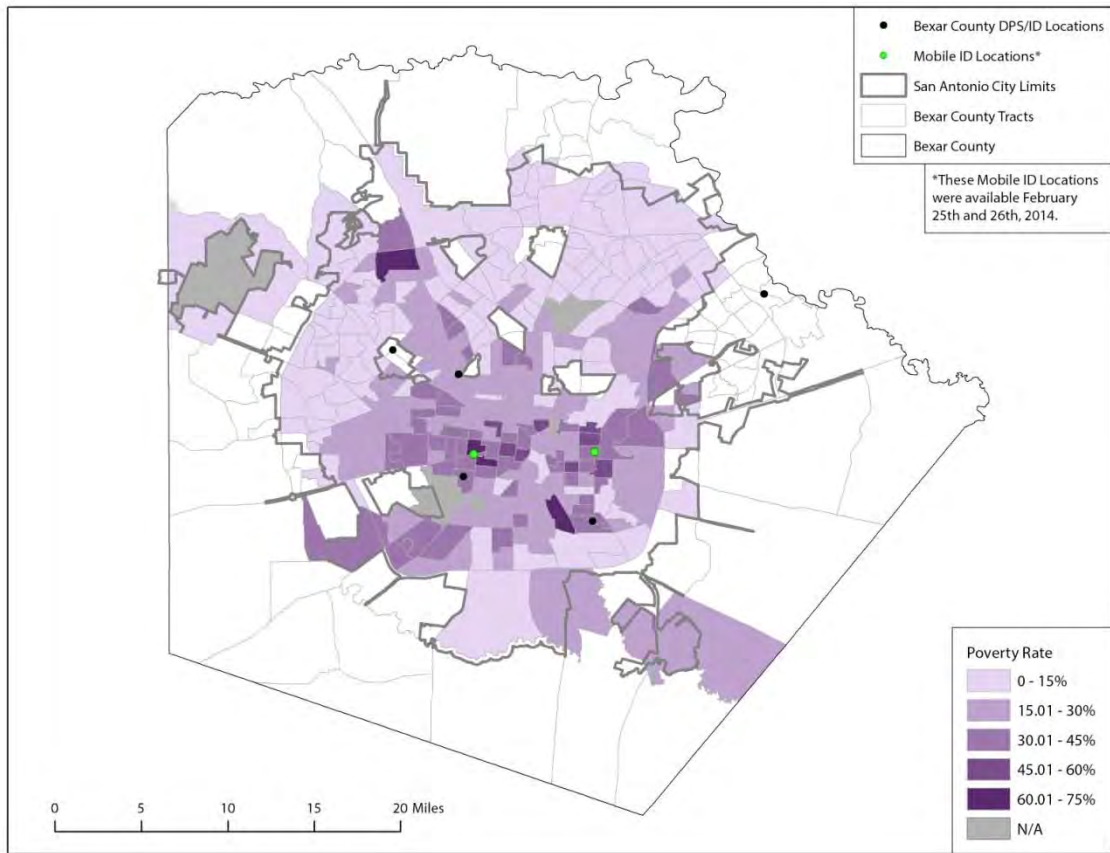 Bexar County DPS/ID Locations
Mobile ID Locations*
San Antonio City Limits
Bexar County Tracts
Bexar County
*These Mobile ID Locations
were available February
25th and 26th, 2014.
Poverty Rate
0 - 15%
15.01 - 30%
30.01 - 45%
45.01 - 60%
60.01 - 75%
N/A
0 5 10 15 20 Miles